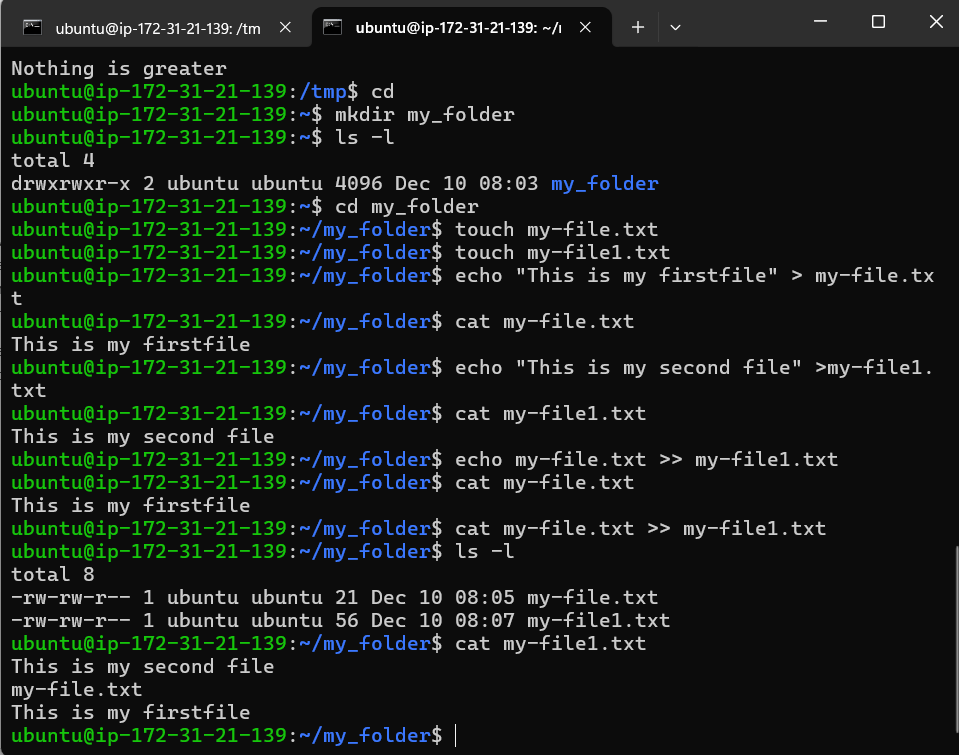 ubuntu@ip-172-31-21-139: /tm
ubuntu@ip-172-31-21-139: ~/
Nothing is greater
ubuntu@ip-172-31-21-139:/tmp$ cd
ubuntu@ip-172-31-21-139:~$ mkdir my_folder
ubuntu@ip-172-31-21-139:~$ ls -l
total 4
drwxrwxr-x 2 ubuntu ubuntu 4096 Dec 10 08:03 my_folder
ubuntu@ip-172-31-21-139:~$ cd my_folder
ubuntu@ip-172-31-21-139:~/my_folder$ touch my-file.txt
ubuntu@ip-172-31-21-139:~/my_folder$ touch my-file1.txt
ubuntu@ip-172-31-21-139:~/my_folder$ echo "This is my firstfile" > my-file.tx
t
ubuntu@ip-172-31-21-139:~/my_folder$ cat my-file.txt
This is my firstfile
ubuntu@ip-172-31-21-139:~/my_folder$ echo "This is my second file" >my-file1.
txt
ubuntu@ip-172-31-21-139:~/my_folder$ cat my-file1.txt
This is my second file
ubuntu@ip-172-31-21-139:~/my_folder$ echo my-file.txt >> my-file1.txt
ubuntu@ip-172-31-21-139:~/my_folder$ cat my-file.txt
This is my firstfile
ubuntu@ip-172-31-21-139:~/my_folder$ cat my-file.txt >> my-file1.txt
ubuntu@ip-172-31-21-139:~/my_folder$ ls -l
total 8
-rw-rw-r-- 1 ubuntu ubuntu 21 Dec 10 08:05 my-file.txt
-rw-rw-r-- 1 ubuntu ubuntu 56 Dec 10 08:07 my-file1.txt
ubuntu@ip-172-31-21-139:~/my_folder$ cat my-file1.txt
This is my second file
my-file.txt
This is my firstfile
ubuntu@ip-172-31-21-139:~/my_folder$